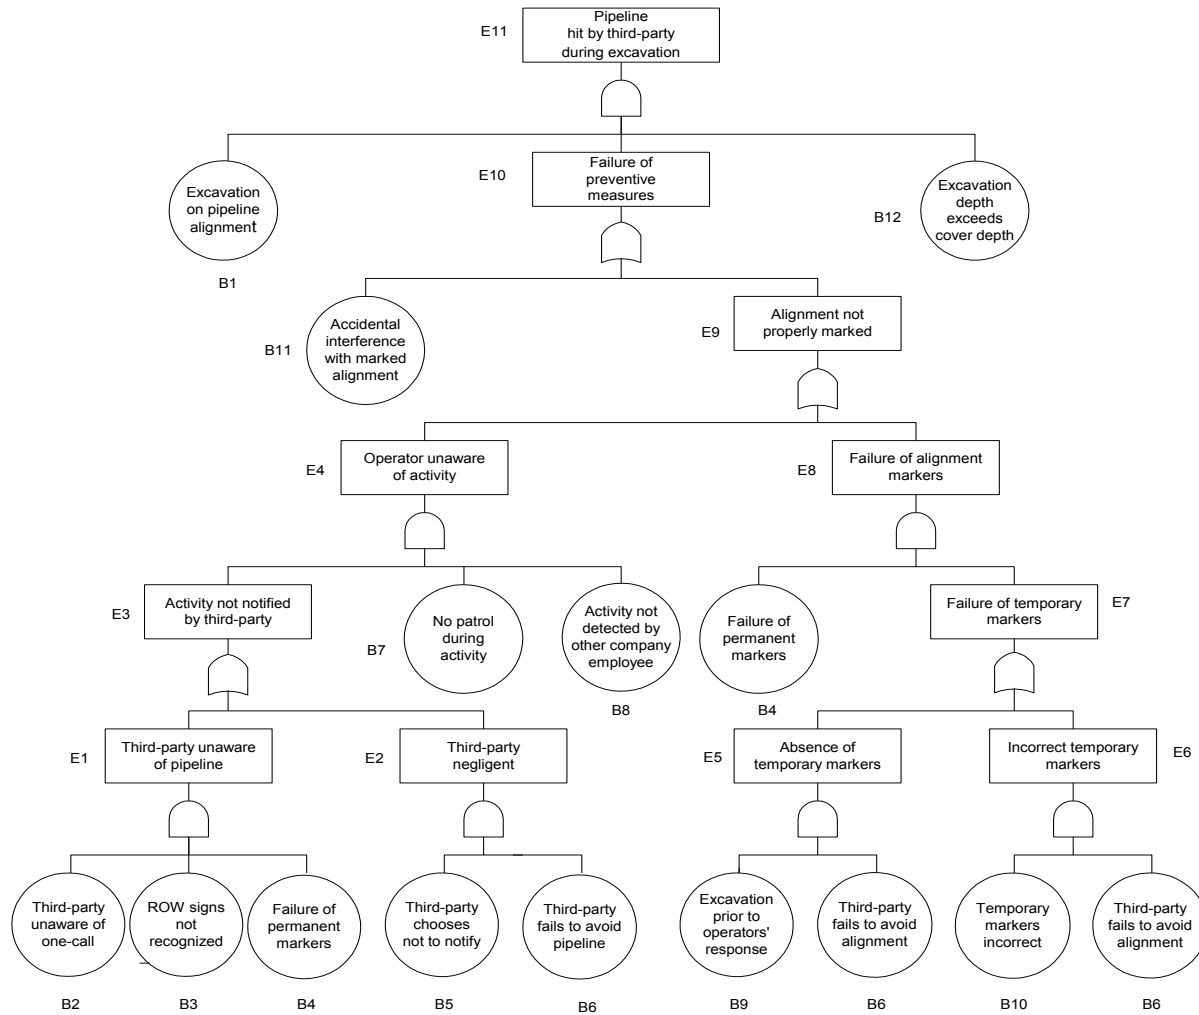 E11
Pipeline
hit by third-party
during excavation
Excavation
on pipeline
alignment
B1
E10
Failure of
preventive
measures
B12
Excavation
depth
exceeds
cover depth
B11
Accidental
interference
with marked
alignment
E9
Alignment not
properly marked
E4
Operator unaware
of activity
E8
Failure of alignment
markers
E3
Activity not notified
by third-party
B7
No patrol
during
activity
Activity not
detected by
other company
employee
B8
Failure of
permanent
markers
B4
Failure of temporary
markers
E7
E1
Third-party unaware
of pipeline
E2
Third-party
negligent
E5
Absence of
temporary markers
Incorrect temporary
markers
E6
Third-party
unaware of
one-call
B2
ROW signs
not
recognized
B3
Failure of
permanent
markers
B4
Third-party
chooses
not to notify
B5
Third-party
fails to avoid
pipeline
B6
Excavation
prior to
operators'
response
B9
Third-party
fails to avoid
alignment
B6
Temporary
markers
incorrect
B10
Third-party
fails to avoid
alignment
B6